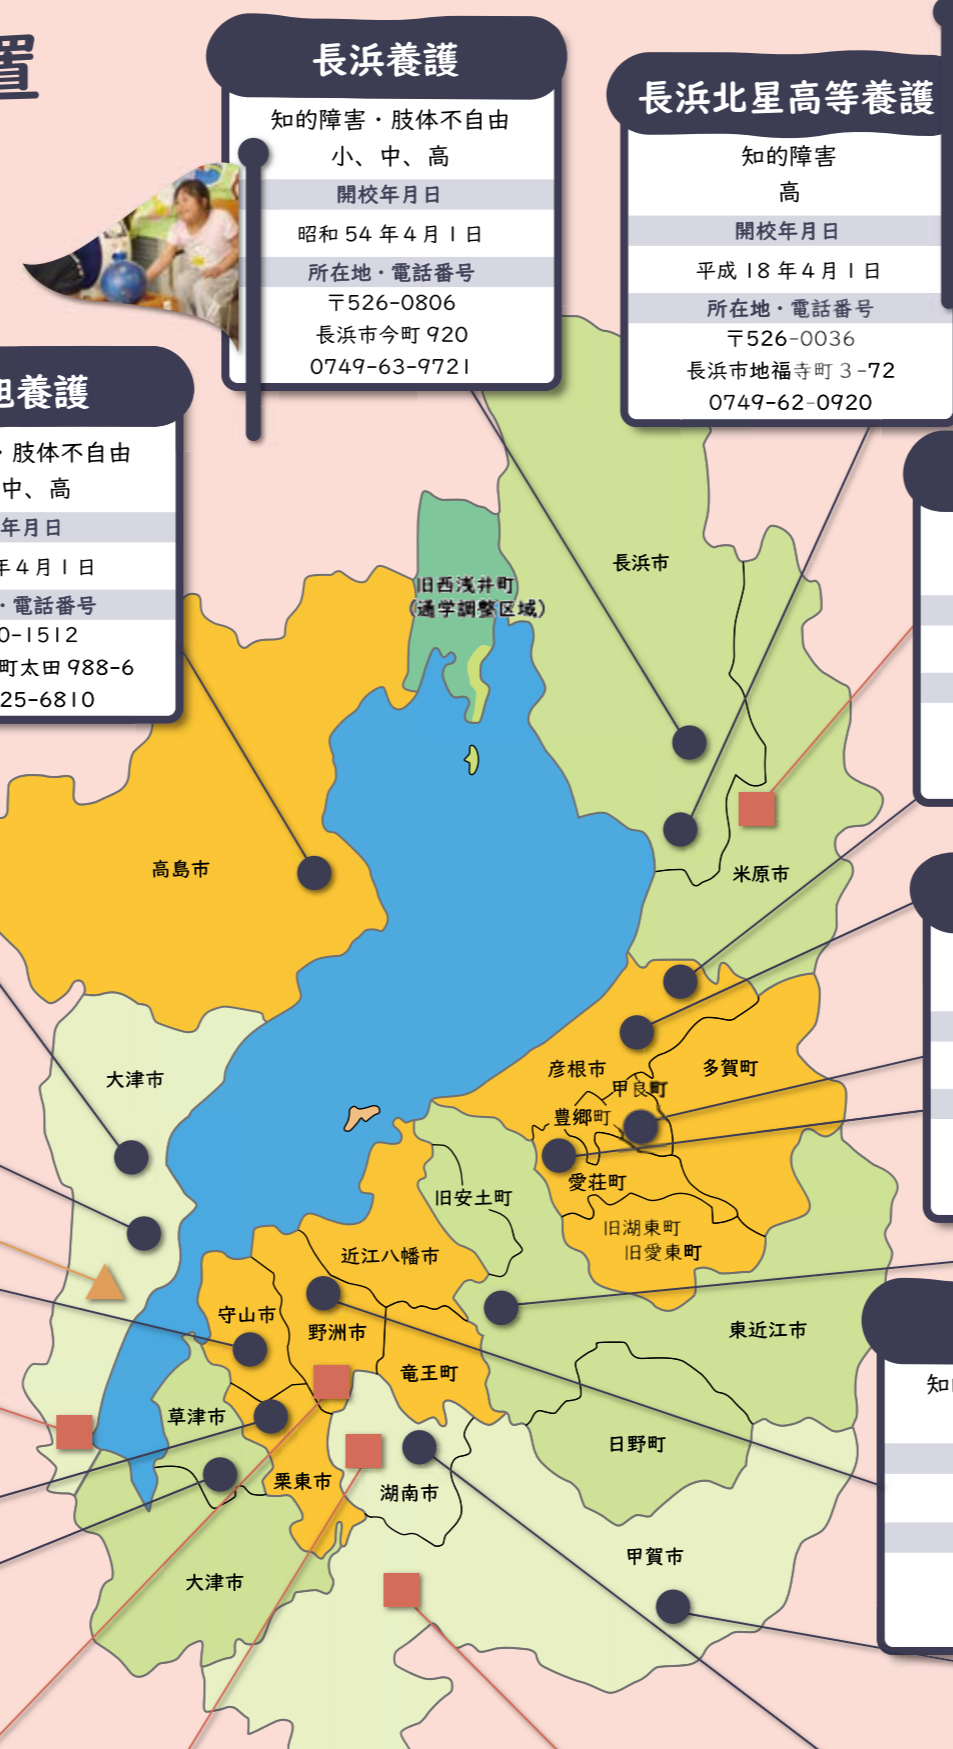 置
長浜養護
知的障害・肢体不自由
小、中、高
開校年月日
昭和 54 年 4 月 1 日
所在地・電話番号
〒526-0806
長浜市今町 920
0749-63-9721
長浜北星高等養護
知的障害
高
開校年月日
平成 18 年 4 月 1 日
所在地・電話番号
〒526-0036
長浜市地福寺町 3-72
0749-62-0920
旭養護
・肢体不自由
中、高
年月日
年 4 月 1 日
・電話番号
0-1512
町太田 988-6
25-6810
長浜市
旧西浅井町
（通学調整区域）
高島市
米原市
大津市
彦根市
多賀町
甲良町
豊郷町
愛荘町
旧安土町
旧湖東町
旧愛東町
近江八幡市
守山市
野洲市
東近江市
竜王町
草津市
日野町
栗東市
湖南市
甲賀市
大津市
知